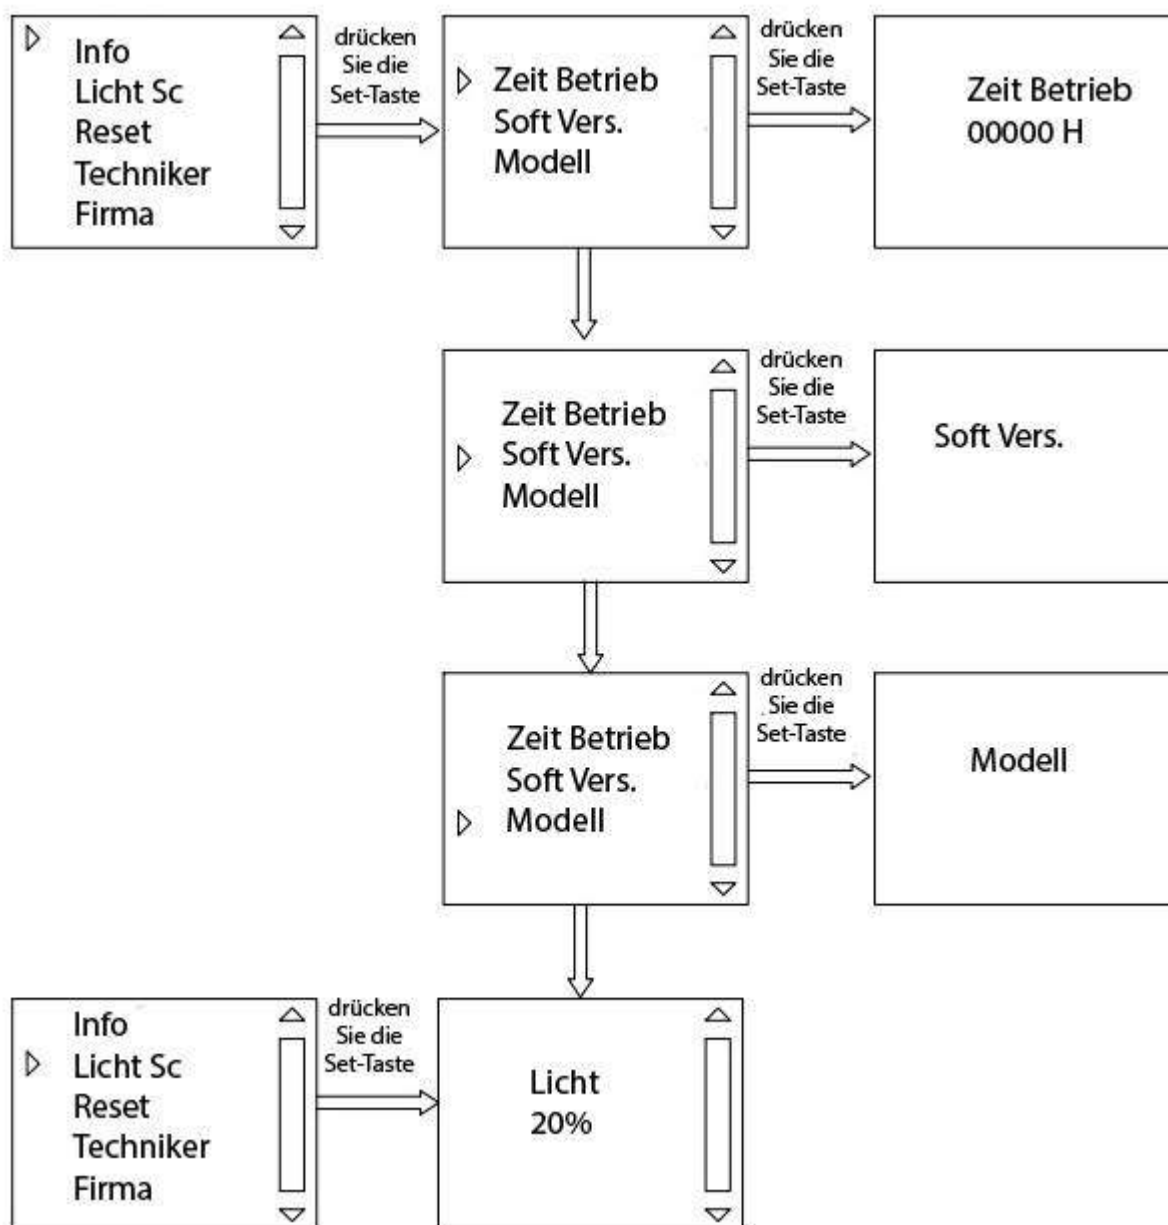 Info
Licht Sc
Reset
Techniker
Firma
drücken
Sie die
Set-Taste
Zeit Betrieb
Soft Vers.
Modell
drücken
Sie die
Set-Taste
Zeit Betrieb
00000 H
Zeit Betrieb
Soft Vers.
Modell
drücken
Sie die
Set-Taste
Soft Vers.
Zeit Betrieb
Soft Vers.
Modell
drücken
Sie die
Set-Taste
Modell
Info
Licht Sc
Reset
Techniker
Firma
drücken
Sie die
Set-Taste
Licht
20%